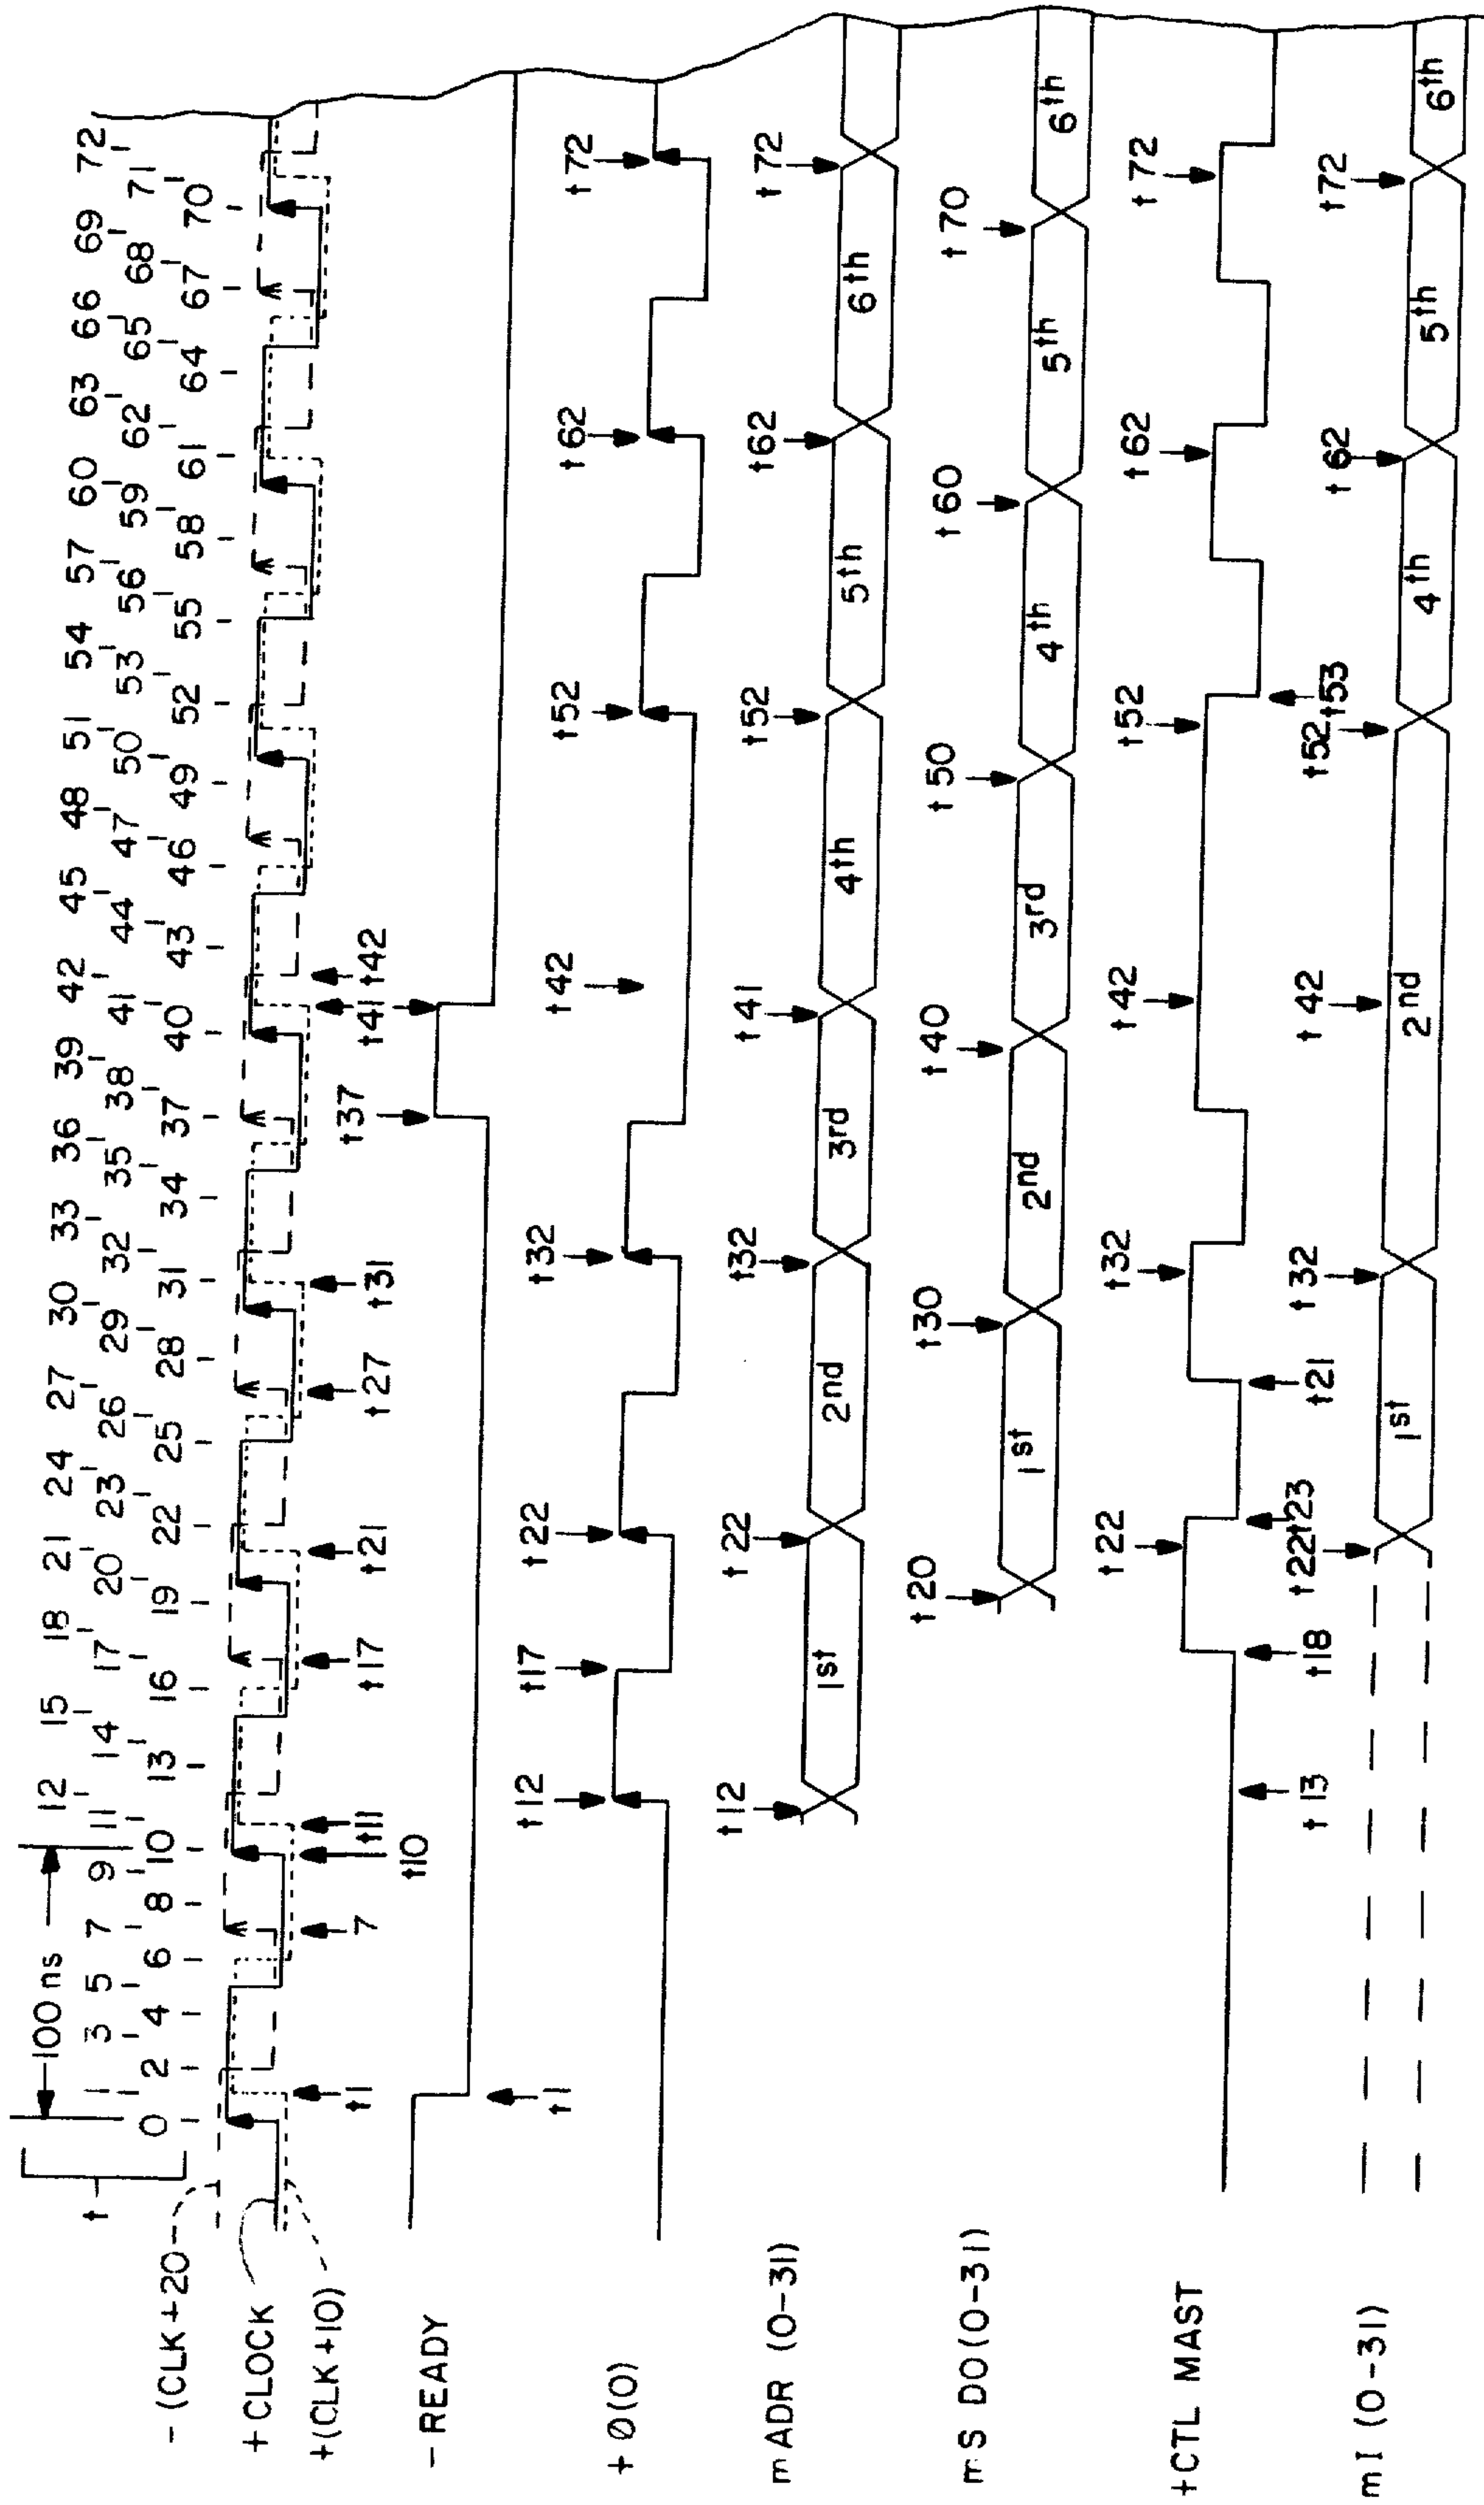 100 ns
12 15 18 21 24 27 30 33 36 39 42 45 48 51 54 57 60 63 66 69 72
t
1 3 5 7 9 11 14 17 20 23 26 29 32 35 38 41 44 47 50 53 56 59 62 65 68 71
0 2 4 6 8 10 13 16 19 22 25 28 31 34 37 40 43 46 49 52 55 58 61 64 67 70
-(CLK+20
+CLOCK
+(CLK+10)
t1 7 t11 t17 t21 t27 t31 t41 t42
t10
t37
-READY
t1
t12 t17 t22 t32 t42 t52 t62 t72
+Ø(0)
t12 t22 t32 t41 t52 t62 t72
mADR (0-31)
1st 2nd 3rd 4th 5th 6th
t20 t30 t40 t50 t60 t70
mS DO(0-31)
1st 2nd 3rd 4th 5th 6th
t22 t32 t42 t52 t62 t72
+CTL MAST
t13 t18 t23 t21 t53
t22 t32 t42 t52 t62 t72
mI (0-31)
1st 2nd 4th 5th 6th